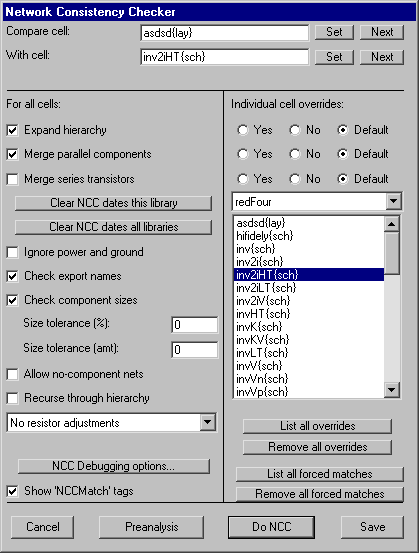 Network Consistency Checker
Compare cell: asdsd{lay} Set Next
With cell: inv2iHT{sch} Set Next
For all cells:
Expand hierarchy
Merge parallel components
Merge series transistors
Clear NCC dates this library
Clear NCC dates all libraries
Ignore power and ground
Check export names
Check component sizes
Size tolerance (%): 0
Size tolerance (amt): 0
Allow no-component nets
Recurse through hierarchy
No resistor adjustments
NCC Debugging options...
Show 'NCCMatch' tags
Individual cell overrides:
Yes No Default
Yes No Default
Yes No Default
redFour
asdsd{lay}
hifidely{sch}
inv{sch}
inv2i{sch}
inv2iHT{sch}
inv2iLT{sch}
inv2iV{sch}
invHT{sch}
invK{sch}
invKV{sch}
invLT{sch}
invV{sch}
invVn{sch}
invVp{sch}
List all overrides
Remove all overrides
List all forced matches
Remove all forced matches
Cancel Preanalysis Do NCC Save